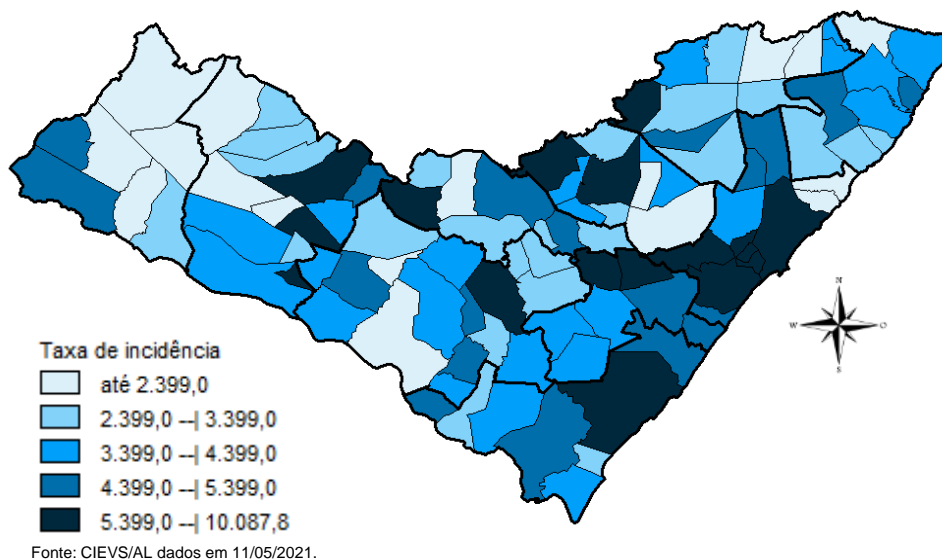 N
W
O
S
Taxa de incidência
até 2.399,0
2.399,0 --| 3.399,0
3.399,0 --| 4.399,0
4.399,0 --| 5.399,0
5.399,0 --| 10.087,8
Fonte: CIEVS/AL dados em 11/05/2021.